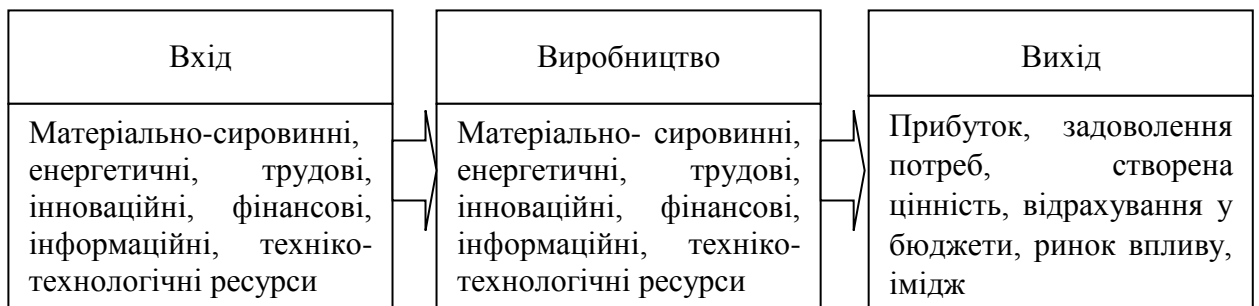 Вхід
Матеріально-сировинні,
енергетичні, трудові,
інноваційні, фінансові,
інформаційні, техніко-
технологічні ресурси
Виробництво
Матеріально- сировинні,
енергетичні, трудові,
інноваційні, фінансові,
інформаційні, техніко-
технологічні ресурси
Вихід
Прибуток, задоволення
потреб, створена
цінність, відрахування у
бюджети, ринок впливу,
імідж